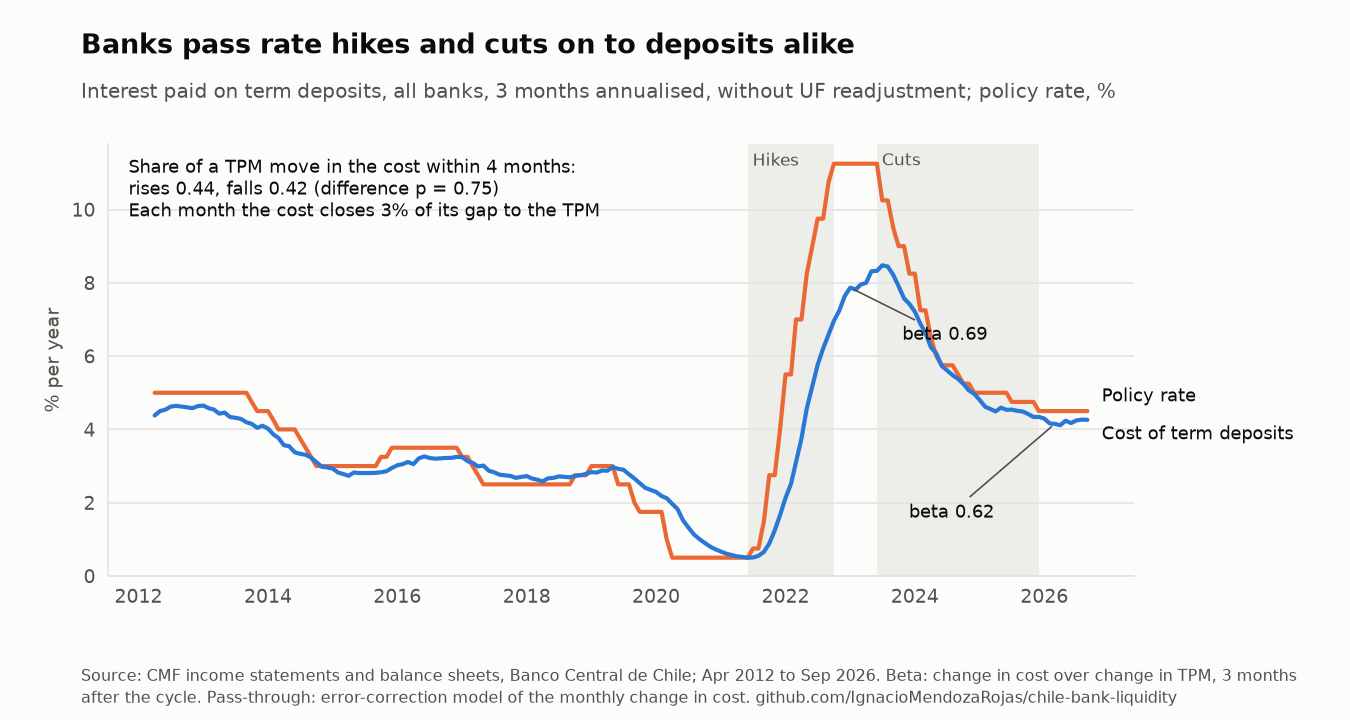 Banks pass rate hikes and cuts on to deposits alike
Interest paid on term deposits, all banks, 3 months annualised, without UF readjustment; policy rate, %
Share of a TPM move in the cost within 4 months:
rises 0.44, falls 0.42 (difference p = 0.75)
Each month the cost closes 3% of its gap to the TPM
Hikes
Cuts
10
8
6
4
2
0
% per year
beta 0.69
beta 0.62
Policy rate
Cost of term deposits
2012 2014 2016 2018 2020 2022 2024 2026
Source: CMF income statements and balance sheets, Banco Central de Chile; Apr 2012 to Sep 2026. Beta: change in cost over change in TPM, 3 months
after the cycle. Pass-through: error-correction model of the monthly change in cost. github.com/IgnacioMendozaRojas/chile-bank-liquidity